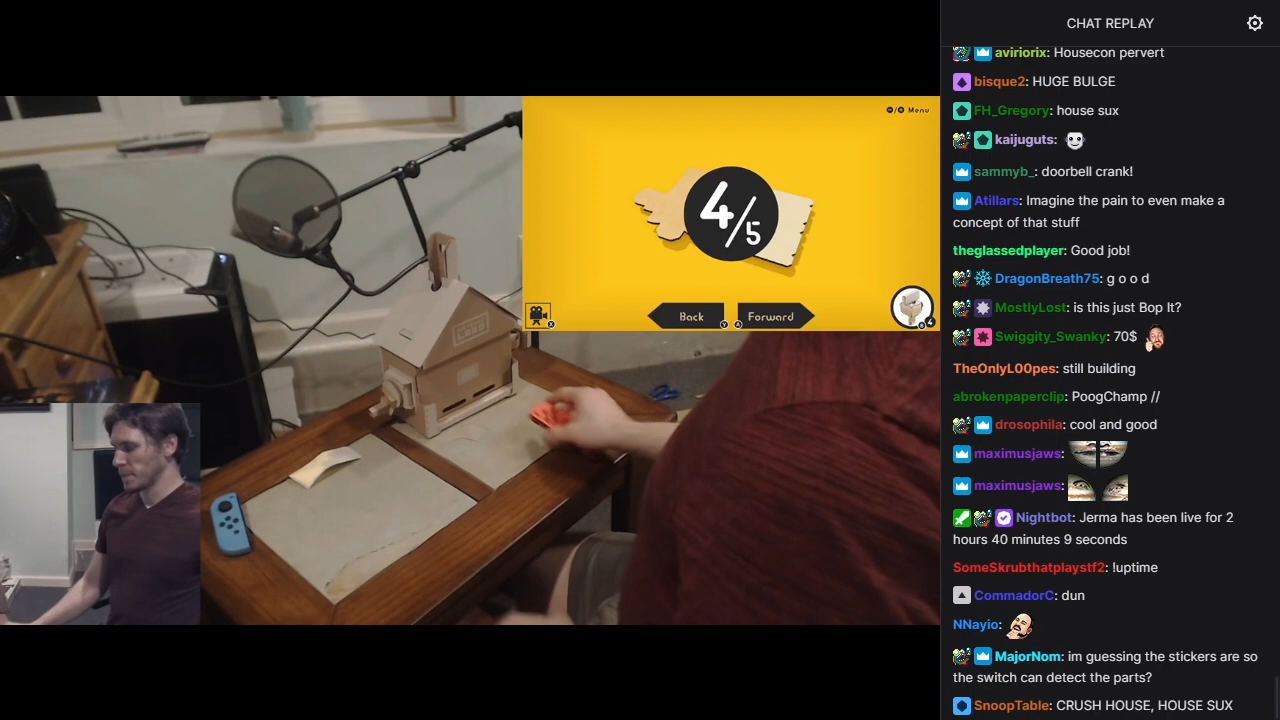 CHAT REPLAY
aviriorix: Housecon pervert
bisque2: HUGE BULGE
FH_Gregory: house sux
kaijuguts:
sammyb_: doorbell crank!
Atillars: Imagine the pain to even make a
concept of that stuff
theglassedplayer: Good job!
DragonBreath75: g o o d
MostlyLost: is this just Bop It?
Swiggity_Swanky: 70$
TheOnlyL00pes: still building
abrokenpaperclip: PoogChamp //
drosophila: cool and good
maximusjaws:
maximusjaws:
Nightbot: Jerma has been live for 2
hours 40 minutes 9 seconds
SomeSkrubthatplaystf2: !uptime
CommadorC: dun
NNayio:
MajorNom: im guessing the stickers are so
the switch can detect the parts?
SnoopTable: CRUSH HOUSE, HOUSE SUX
Menu
4/5
Back
Y
Forward
A
X